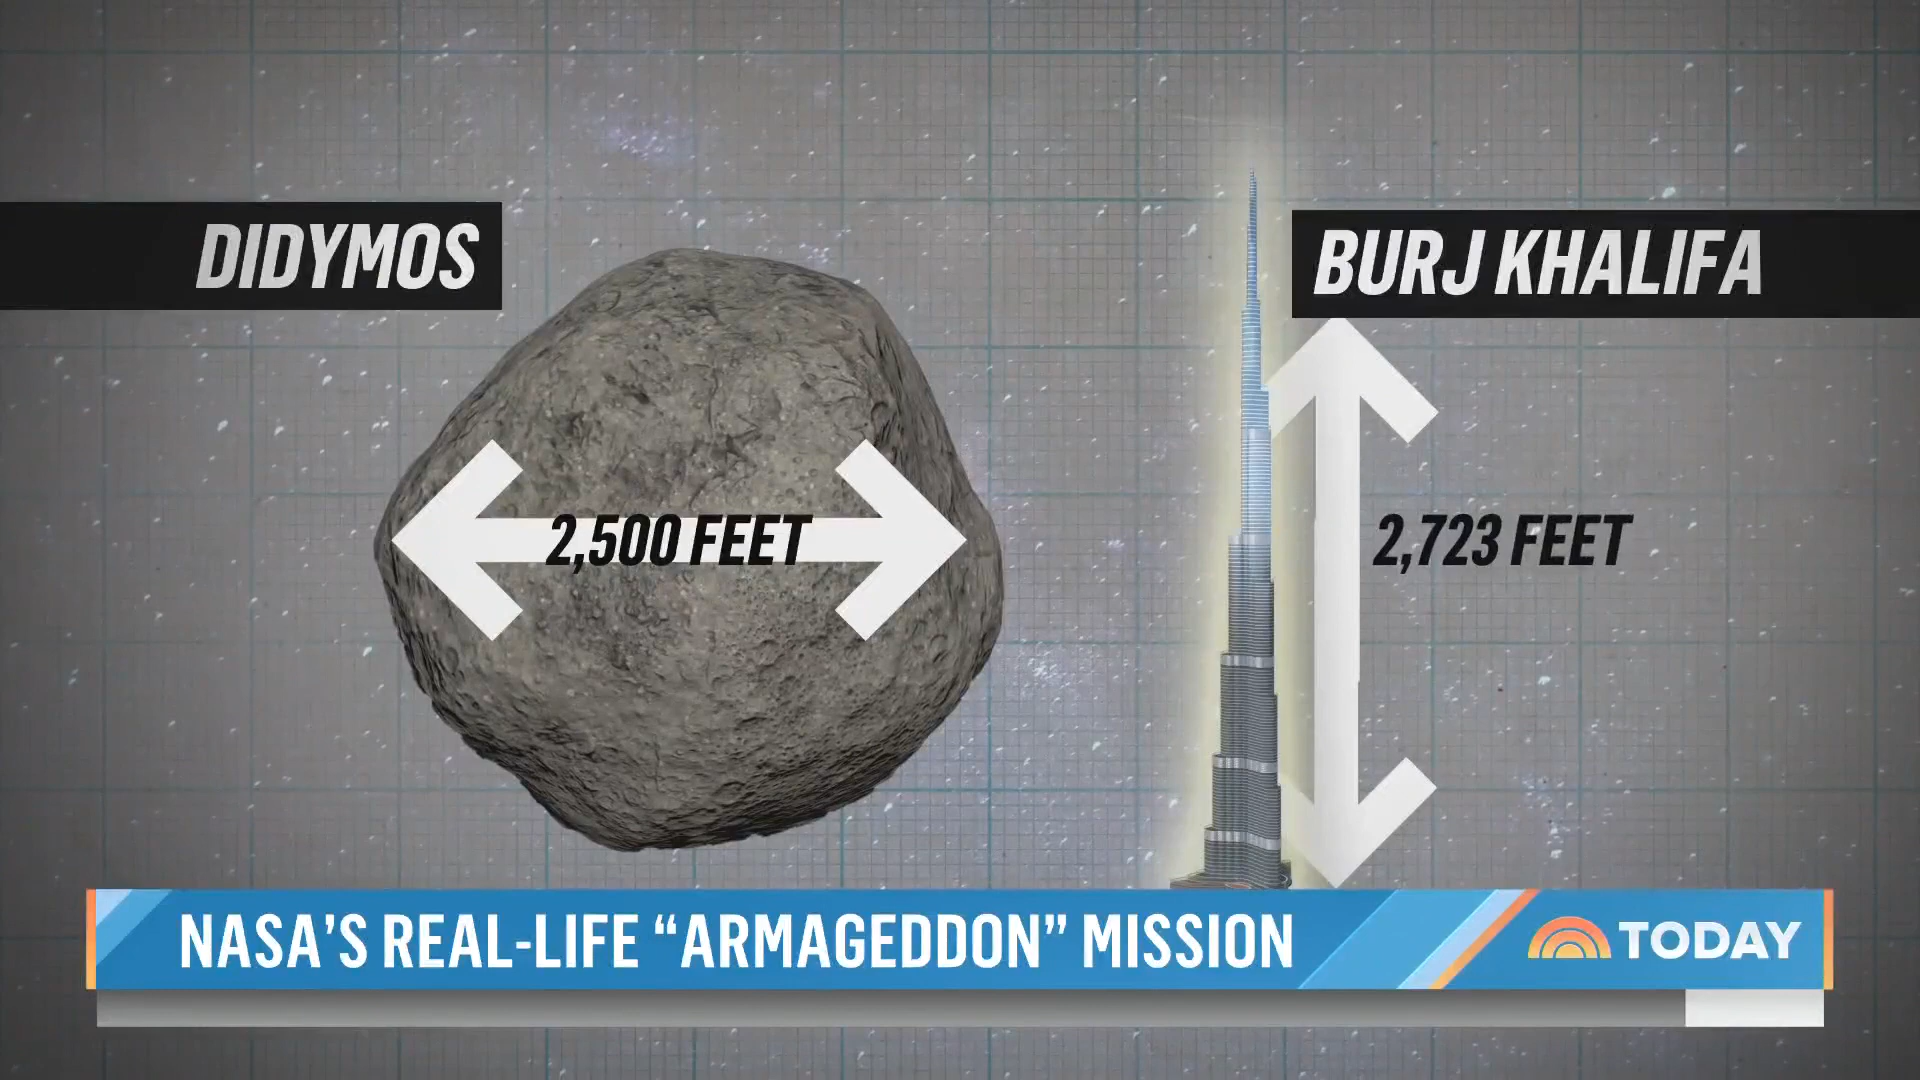 DIDYMOS
BURJ KHALIFA
2,500 FEET
2,723 FEET
NASA'S REAL-LIFE “ARMAGEDDON” MISSION
TODAY